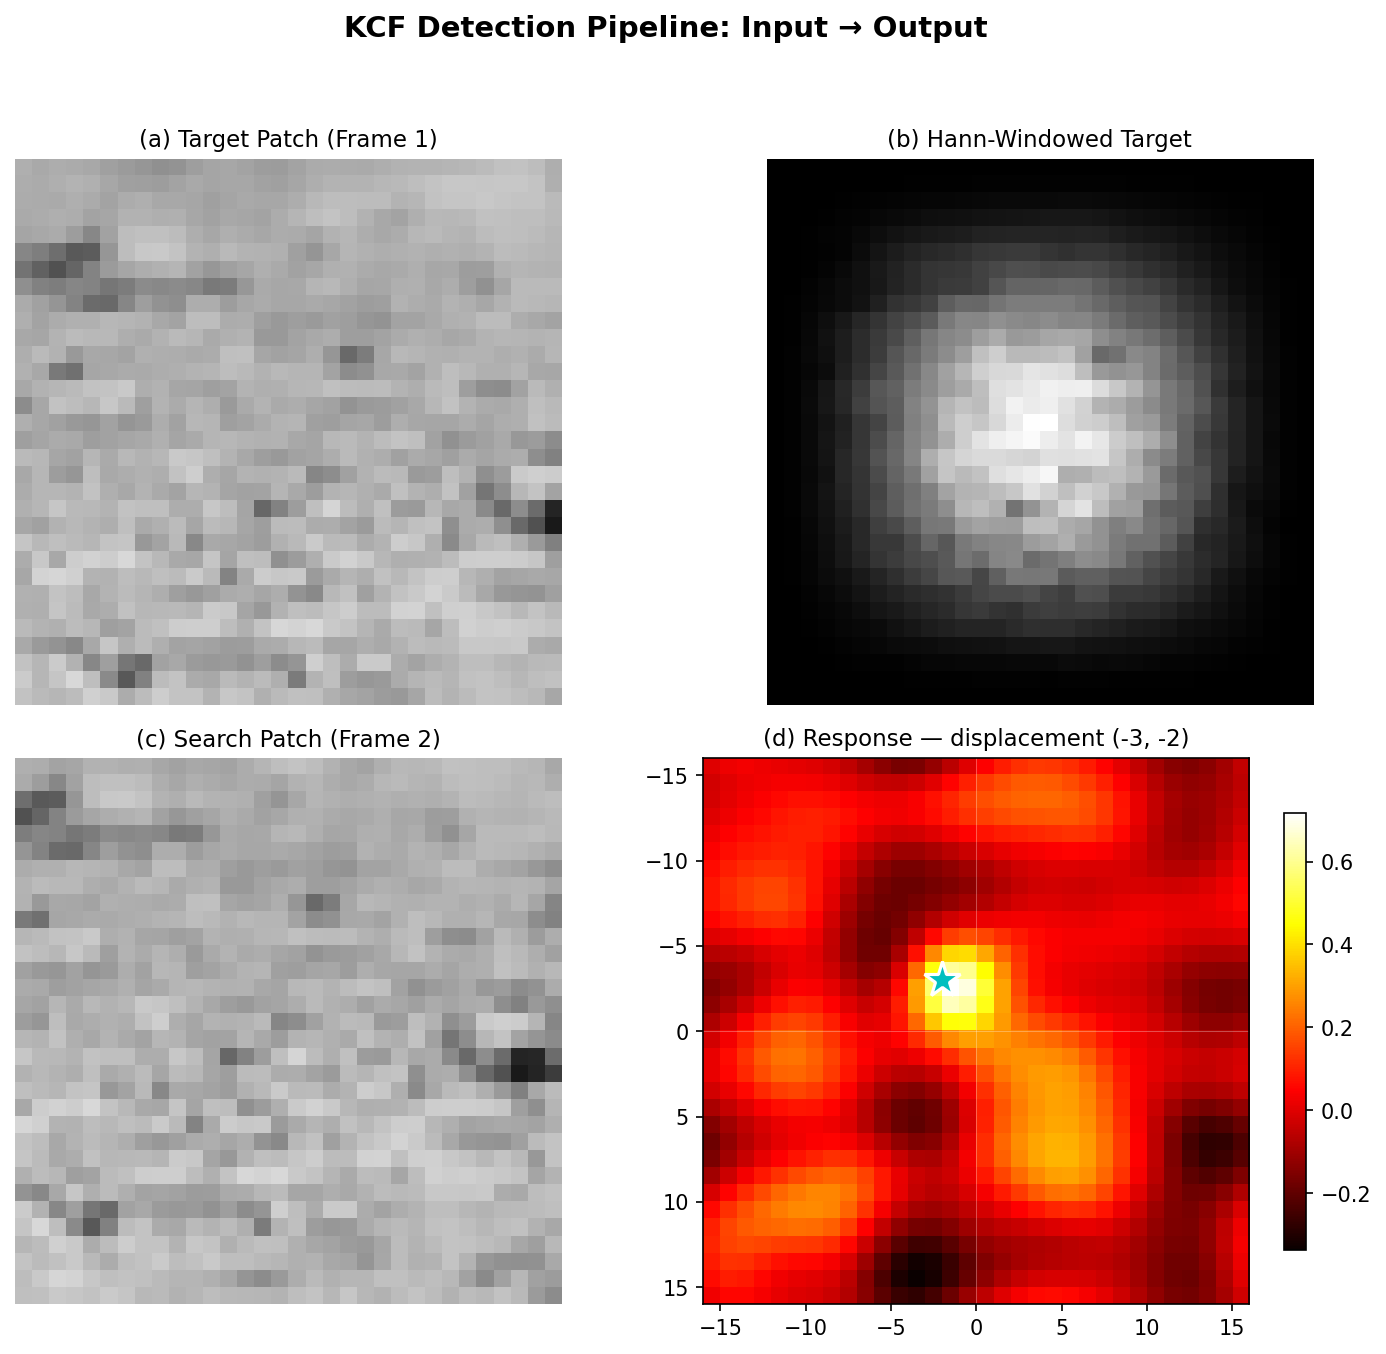 KCF Detection Pipeline: Input → Output
(a) Target Patch (Frame 1)
(b) Hann-Windowed Target
(c) Search Patch (Frame 2)
(d) Response — displacement (-3, -2)
−15
−10
−5
0
5
10
15
−15 −10 −5 0 5 10 15
0.6
0.4
0.2
0.0
−0.2